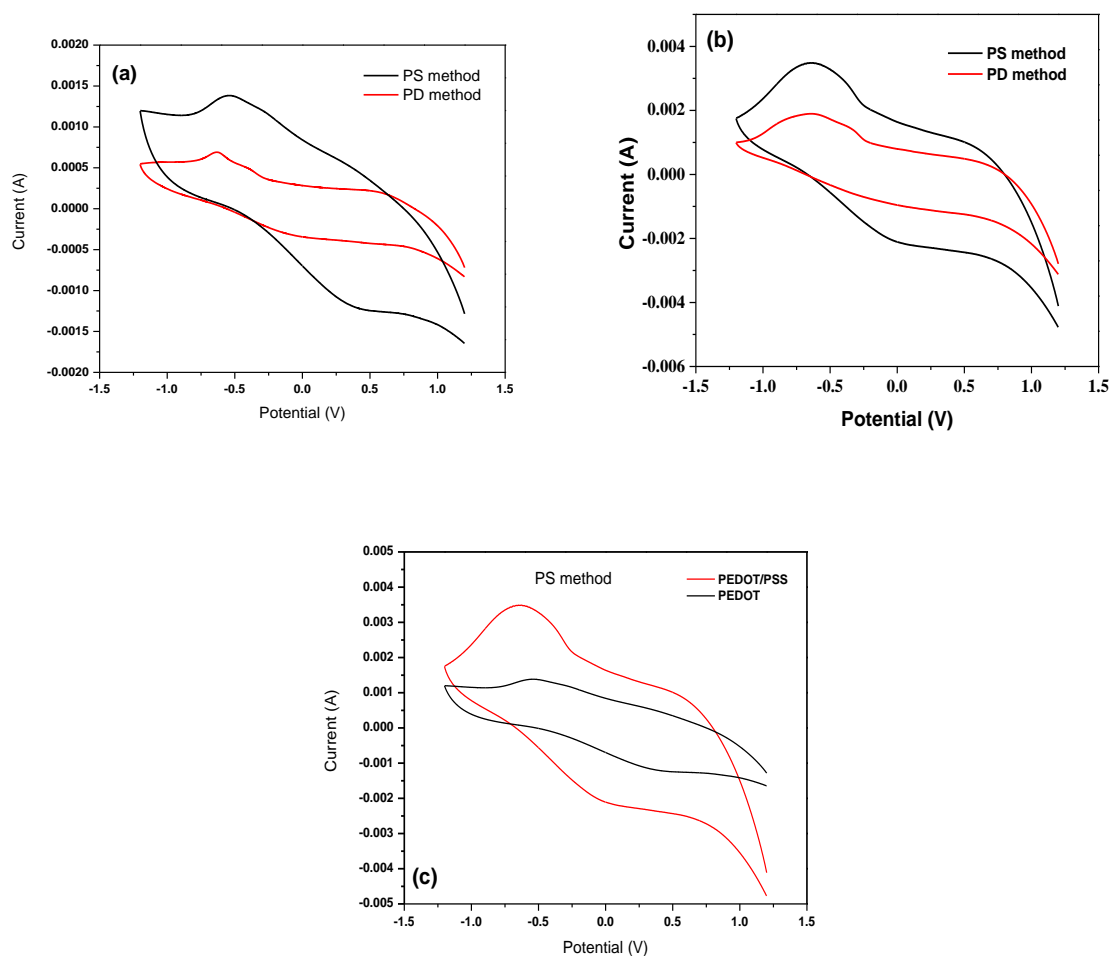 (a)
PS method
PD method
0.0020
0.0015
0.0010
0.0005
0.0000
-0.0005
-0.0010
-0.0015
-0.0020
Current (A)
-1.5 -1.0 -0.5 0.0 0.5 1.0 1.5
Potential (V)
(b)
PS method
PD method
0.004
0.002
0.000
-0.002
-0.004
-0.006
Current (A)
-1.5 -1.0 -0.5 0.0 0.5 1.0 1.5
Potential (V)
PS method
PEDOT/PSS
PEDOT
0.005
0.004
0.003
0.002
0.001
0.000
-0.001
-0.002
-0.003
-0.004
-0.005
Current (A)
(c)
-1.5 -1.0 -0.5 0.0 0.5 1.0 1.5
Potential (V)